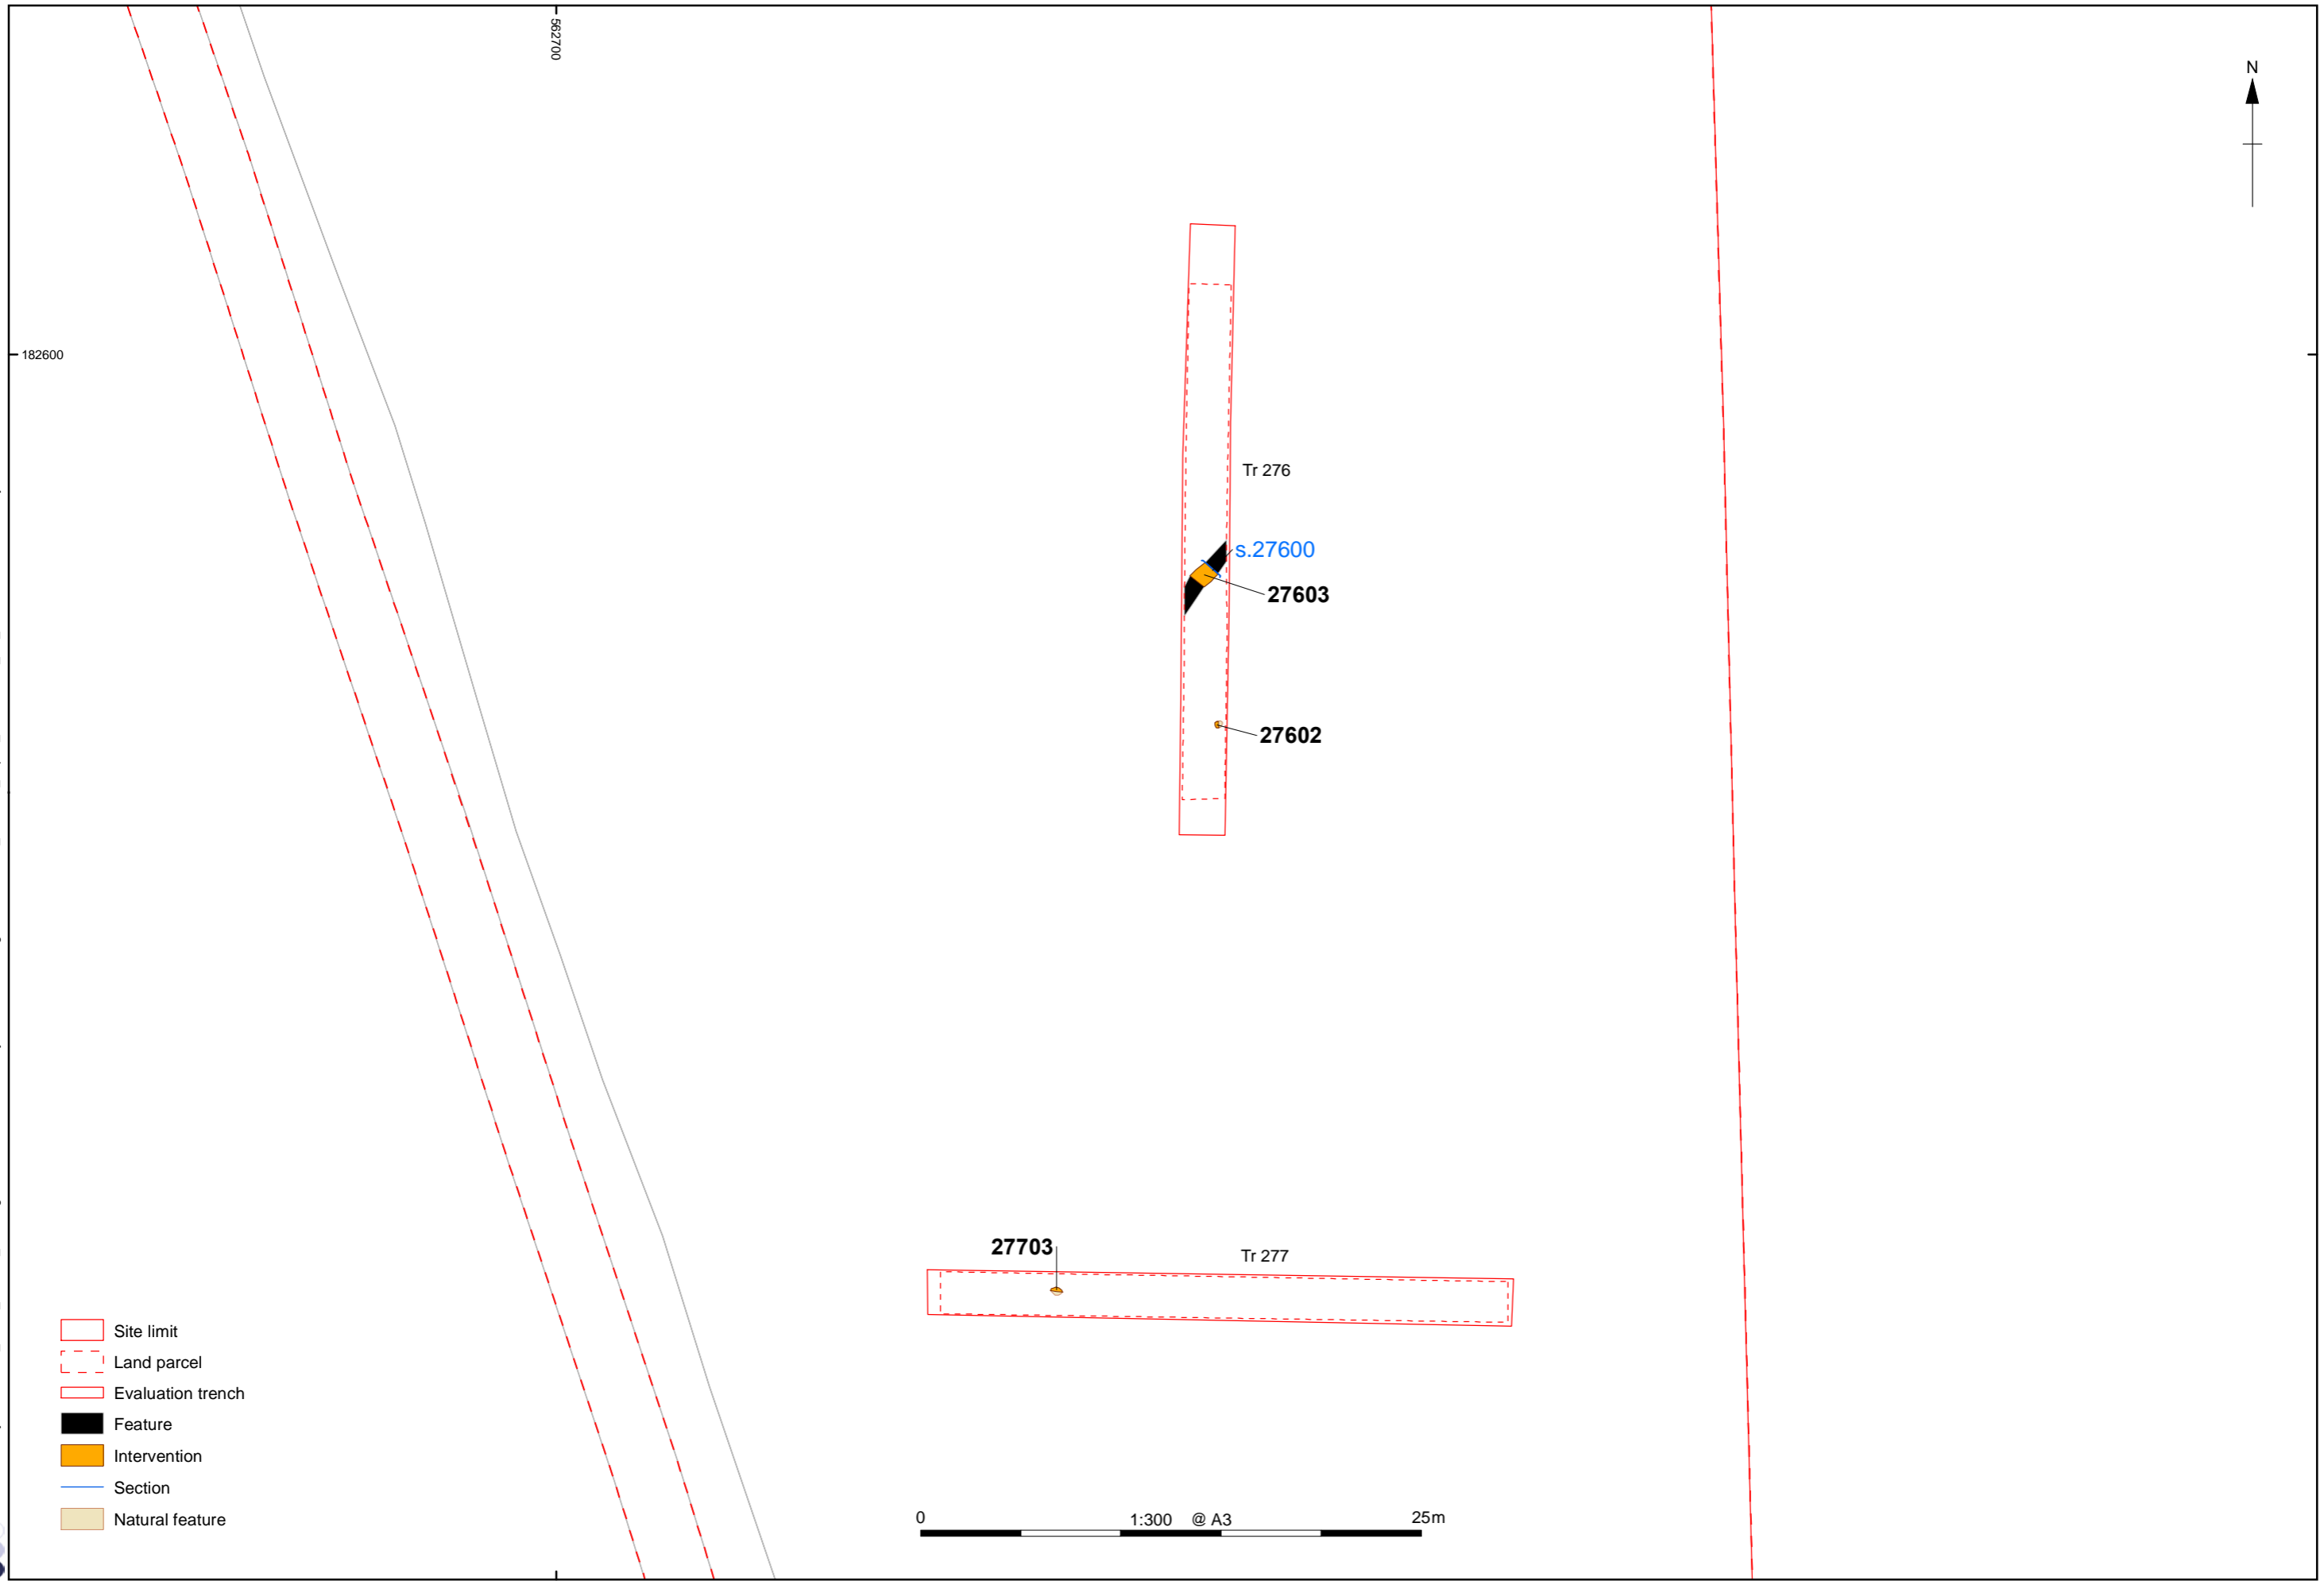 562700
N
182600
Tr 276
s.27600
27603
27602
27703
Tr 277
Site limit
Land parcel
Evaluation trench
Feature
Intervention
Section
Natural feature
0 1:300 @ A3 25m